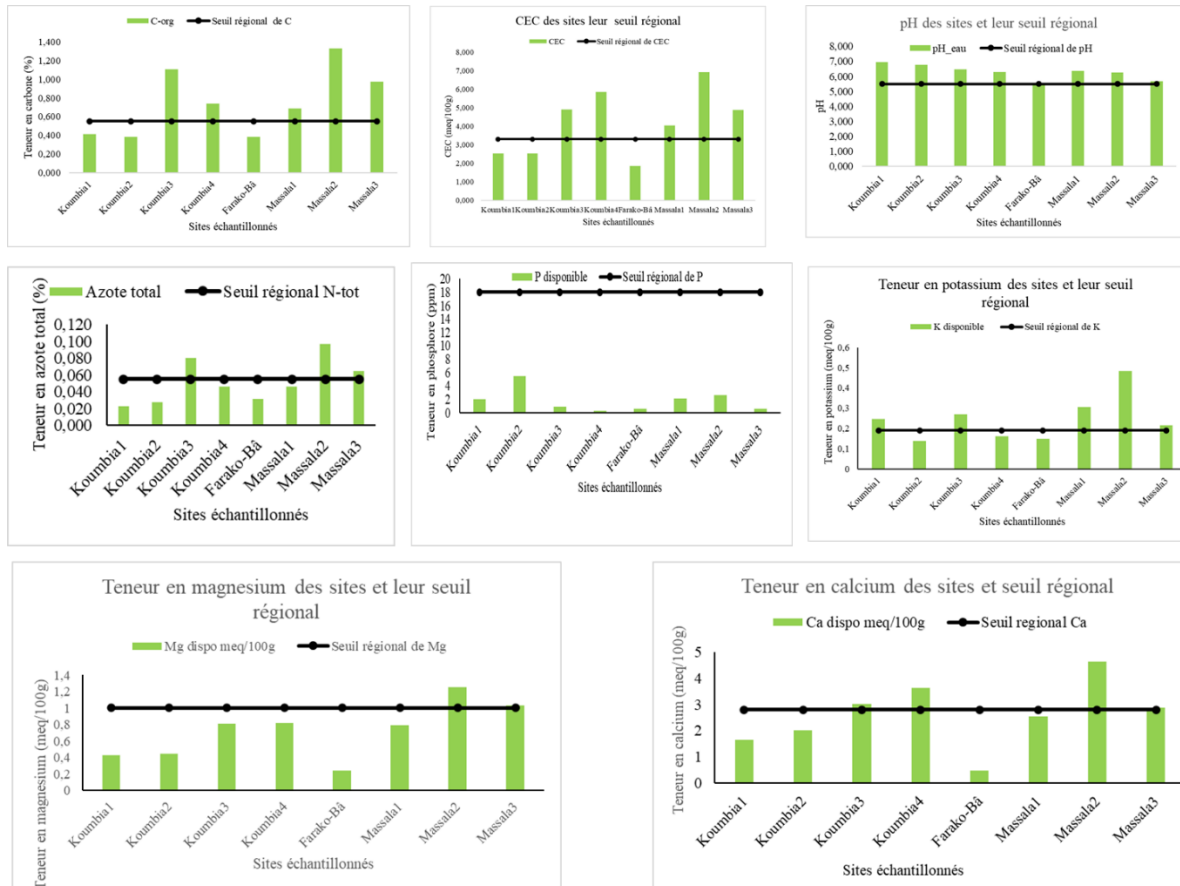 C-org Seuil régional de C
Teneur en carbone (%)
1,400
1,200
1,000
0,800
0,600
0,400
0,200
0,000
Koumbia1 Koumbia2 Koumbia3 Koumbia4 Farako-Bâ Massala1 Massala2 Massala3
Sites échantillonnés
CEC des sites leur seuil régional
CEC Seuil régional de CEC
CEC (meq/100g)
8,000
7,000
6,000
5,000
4,000
3,000
2,000
1,000
0,000
Koumbia1 Koumbia2 Koumbia3 Koumbia4 Farako-Bâ Massala1 Massala2 Massala3
Sites échantillonnés
pH des sites et leur seuil régional
pH_eau Seuil régional de pH
pH
8,000
7,000
6,000
5,000
4,000
3,000
2,000
1,000
0,000
Koumbia1 Koumbia2 Koumbia3 Koumbia4 Farako-Bâ Massala1 Massala2 Massala3
Sites échantillonnés
Azote total Seuil régional N-tot
Teneur en azote total (%)
0,120
0,100
0,080
0,060
0,040
0,020
0,000
Koumbia1 Koumbia2 Koumbia3 Koumbia4 Farako-Bâ Massala1 Massala2 Massala3
Sites échantillonnés
P disponible Seuil régional de P
Teneur en phosphore (ppm)
20
18
16
14
12
10
8
6
4
2
0
Koumbia1 Koumbia2 Koumbia3 Koumbia4 Farako-Bâ Massala1 Massala2 Massala3
Sites échantillonnés
Teneur en potassium des sites et leur seuil
régional
K disponible Seuil régional de K
Teneur en potassium (meq/100g)
0,6
0,5
0,4
0,3
0,2
0,1
0
Koumbia1 Koumbia2 Koumbia3 Koumbia4 Farako-Bâ Massala1 Massala2 Massala3
Sites échantillonnés
Teneur en magnesium des sites et leur seuil
régional
Mg dispo meq/100g Seuil régional de Mg
Teneur en magnesium (meq/100g)
1,4
1,2
1
0,8
0,6
0,4
0,2
0
Koumbia1 Koumbia2 Koumbia3 Koumbia4 Farako-Bâ Massala1 Massala2 Massala3
Sites échantillonnés
Teneur en calcium des sites et seuil régional
Ca dispo meq/100g Seuil regional Ca
Teneur en calcium (meq/100g)
5
4
3
2
1
0
Koumbia1 Koumbia2 Koumbia3 Koumbia4 Farako-Bâ Massala1 Massala2 Massala3
Sites échantillonnés